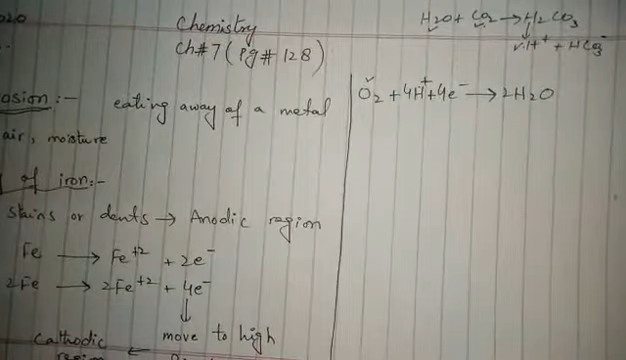 020
Chemistry
Ch#7 (Pg # 128)
osion :- eating away of a metal
air, moisture
of iron:-
stains or dents → Anodic region
Fe → Fe⁺² + 2e⁻
2Fe → 2Fe⁺² + 4e⁻
↓
Cathodic ← move to high
region
H₂O + CO₂ → H₂CO₃
↓
H⁺ + HCO₃⁻
O₂ + 4H⁺ + 4e⁻ → 2H₂O